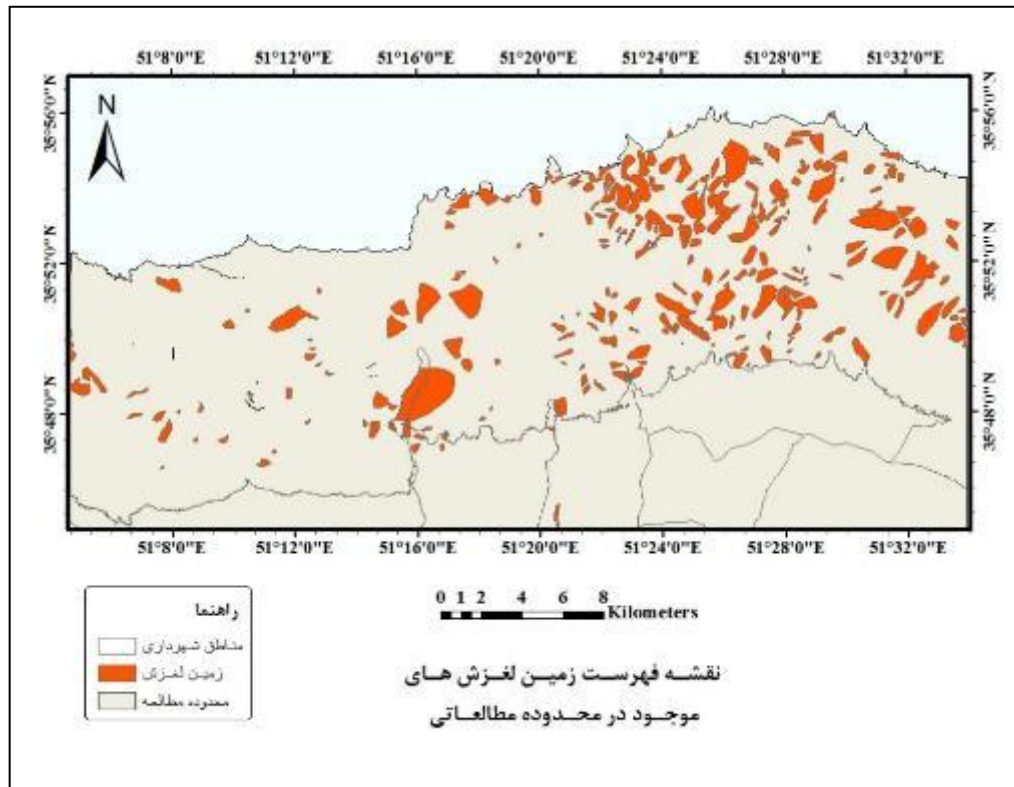 51°8'0"E 51°12'0"E 51°16'0"E 51°20'0"E 51°24'0"E 51°28'0"E 51°32'0"E
35°56'0"N 35°56'0"N
N
35°52'0"N 35°52'0"N
35°48'0"N 35°48'0"N
51°8'0"E 51°12'0"E 51°16'0"E 51°20'0"E 51°24'0"E 51°28'0"E 51°32'0"E
راهنما
مناطق شهرداری
زمین لغزش
محدوده مطالعه
0 1 2 4 6 8
Kilometers
نقشه فهرست زمین لغزش های
موجود در محدوده مطالعاتی